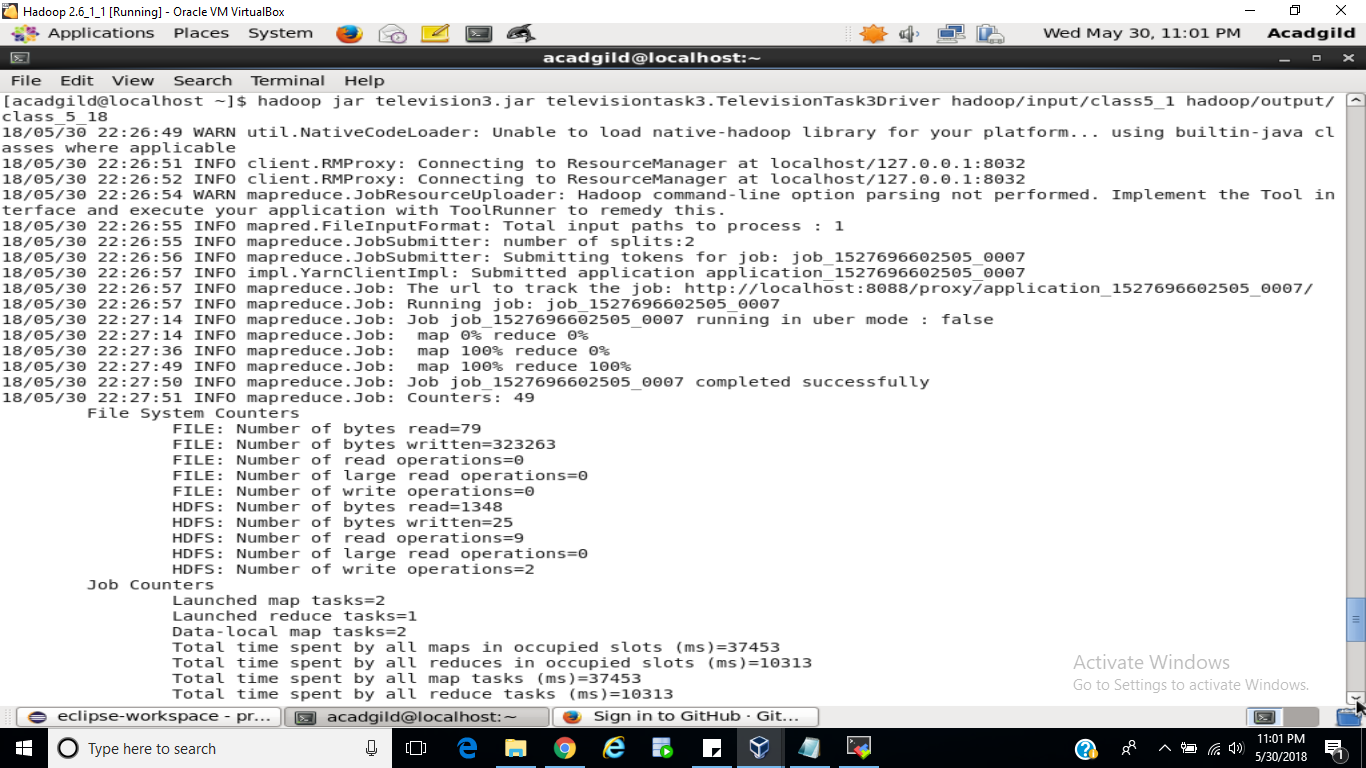 Hadoop 2.6_1_1 [Running] - Oracle VM VirtualBox
Applications Places System Wed May 30, 11:01 PM Acadgild
acadgild@localhost:~
File Edit View Search Terminal Help
[acadgild@localhost ~]$ hadoop jar television3.jar televisiontask3.TelevisionTask3Driver hadoop/input/class5_1 hadoop/output/
class_5_18
18/05/30 22:26:49 WARN util.NativeCodeLoader: Unable to load native-hadoop library for your platform... using builtin-java cl
asses where applicable
18/05/30 22:26:51 INFO client.RMProxy: Connecting to ResourceManager at localhost/127.0.0.1:8032
18/05/30 22:26:52 INFO client.RMProxy: Connecting to ResourceManager at localhost/127.0.0.1:8032
18/05/30 22:26:54 WARN mapreduce.JobResourceUploader: Hadoop command-line option parsing not performed. Implement the Tool in
terface and execute your application with ToolRunner to remedy this.
18/05/30 22:26:55 INFO mapred.FileInputFormat: Total input paths to process : 1
18/05/30 22:26:55 INFO mapreduce.JobSubmitter: number of splits:2
18/05/30 22:26:56 INFO mapreduce.JobSubmitter: Submitting tokens for job: job_1527696602505_0007
18/05/30 22:26:57 INFO impl.YarnClientImpl: Submitted application application_1527696602505_0007
18/05/30 22:26:57 INFO mapreduce.Job: The url to track the job: http://localhost:8088/proxy/application_1527696602505_0007/
18/05/30 22:26:57 INFO mapreduce.Job: Running job: job_1527696602505_0007
18/05/30 22:27:14 INFO mapreduce.Job: Job job_1527696602505_0007 running in uber mode : false
18/05/30 22:27:14 INFO mapreduce.Job:  map 0% reduce 0%
18/05/30 22:27:36 INFO mapreduce.Job:  map 100% reduce 0%
18/05/30 22:27:49 INFO mapreduce.Job:  map 100% reduce 100%
18/05/30 22:27:50 INFO mapreduce.Job: Job job_1527696602505_0007 completed successfully
18/05/30 22:27:51 INFO mapreduce.Job: Counters: 49
File System Counters
FILE: Number of bytes read=79
FILE: Number of bytes written=323263
FILE: Number of read operations=0
FILE: Number of large read operations=0
FILE: Number of write operations=0
HDFS: Number of bytes read=1348
HDFS: Number of bytes written=25
HDFS: Number of read operations=9
HDFS: Number of large read operations=0
HDFS: Number of write operations=2
Job Counters
Launched map tasks=2
Launched reduce tasks=1
Data-local map tasks=2
Total time spent by all maps in occupied slots (ms)=37453
Total time spent by all reduces in occupied slots (ms)=10313
Total time spent by all map tasks (ms)=37453
Total time spent by all reduce tasks (ms)=10313
Activate Windows
Go to Settings to activate Windows.
eclipse-workspace - pr... acadgild@localhost:~ Sign in to GitHub · Git...
Type here to search
11:01 PM
5/30/2018
1